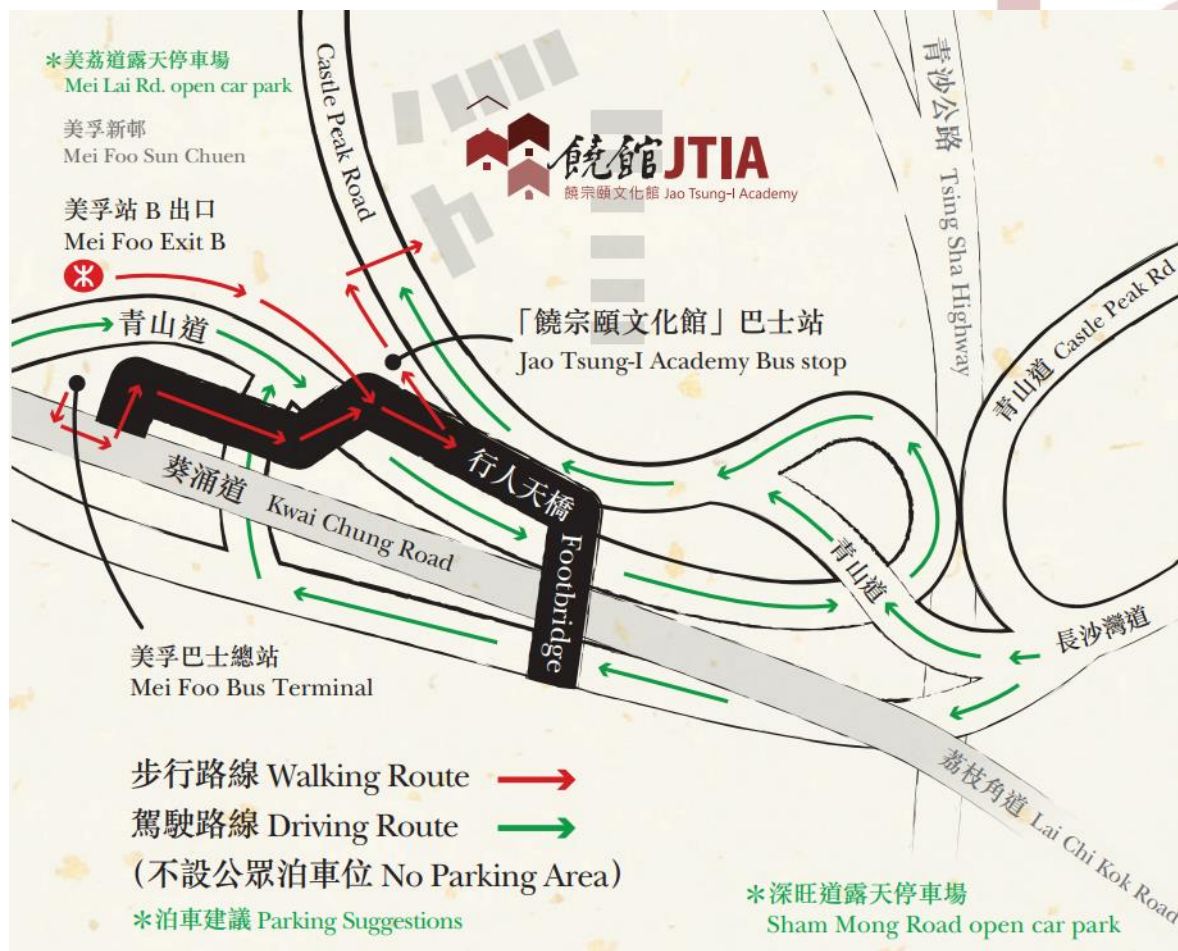 *美荔道露天停車場
Mei Lai Rd. open car park
美孚新邨
Mei Foo Sun Chuen
美孚站 B 出口
Mei Foo Exit B
青山道
Castle Peak Road
饒館 JTIA
饒宗頤文化館 Jao Tsung-I Academy
青沙公路 Tsing Sha Highway
青山道 Castle Peak Rd
「饒宗頤文化館」巴士站
Jao Tsung-I Academy Bus stop
行人天橋
Footbridge
葵涌道 Kwai Chung Road
青山道
長沙灣道
美孚巴士總站
Mei Foo Bus Terminal
荔枝角道 Lai Chi Kok Road
步行路線 Walking Route
駕駛路線 Driving Route
(不設公眾泊車位 No Parking Area)
*泊車建議 Parking Suggestions
*深旺道露天停車場
Sham Mong Road open car park